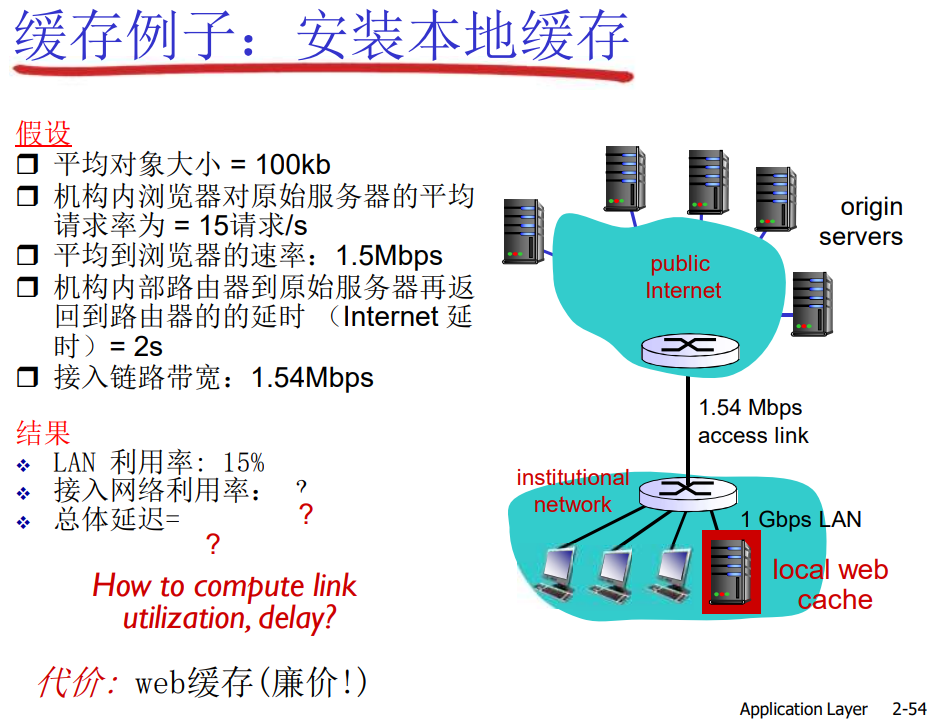 缓存例子：安装本地缓存
假设
平均对象大小 = 100kb
机构内浏览器对原始服务器的平均
请求率为 = 15请求/s
平均到浏览器的速率：1.5Mbps
机构内部路由器到原始服务器再返
回到路由器的的延时 （Internet 延
时）= 2s
接入链路带宽：1.54Mbps
结果
LAN 利用率: 15%
接入网络利用率： ?
总体延迟= ?
?
How to compute link
utilization, delay?
代价: web缓存(廉价!)
origin
servers
public
Internet
1.54 Mbps
access link
institutional
network
1 Gbps LAN
local web
cache
Application Layer 2-54